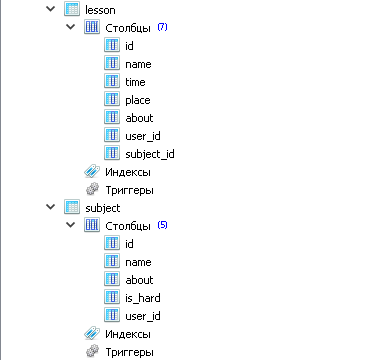 lesson
Столбцы (7)
id
name
time
place
about
user_id
subject_id
Индексы
Триггеры
subject
Столбцы (5)
id
name
about
is_hard
user_id
Индексы
Триггеры